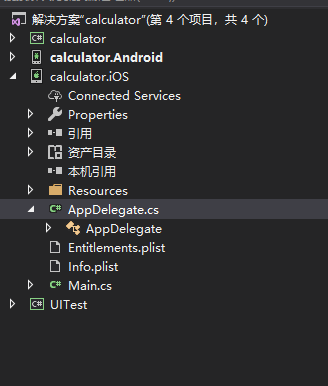 解决方案"calculator"(第 4 个项目，共 4 个)
calculator
calculator.Android
calculator.iOS
Connected Services
Properties
引用
资产目录
本机引用
Resources
AppDelegate.cs
AppDelegate
Entitlements.plist
Info.plist
Main.cs
UITest